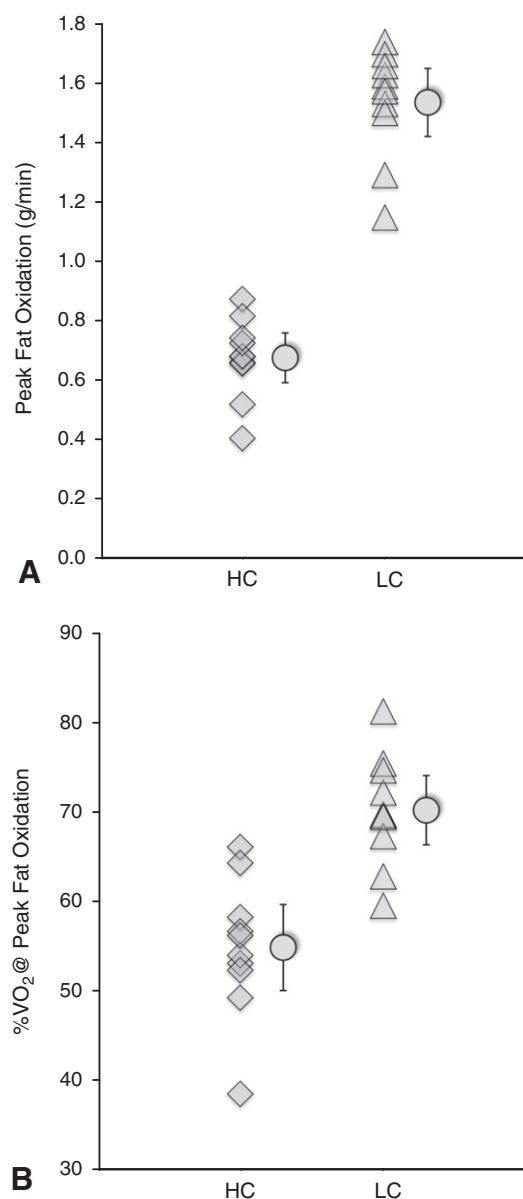 1.8
1.6
1.4
1.2
1.0
0.8
0.6
0.4
0.2
0.0
Peak Fat Oxidation (g/min)
A
HC LC
90
80
70
60
50
40
30
%VO₂@ Peak Fat Oxidation
B
HC LC